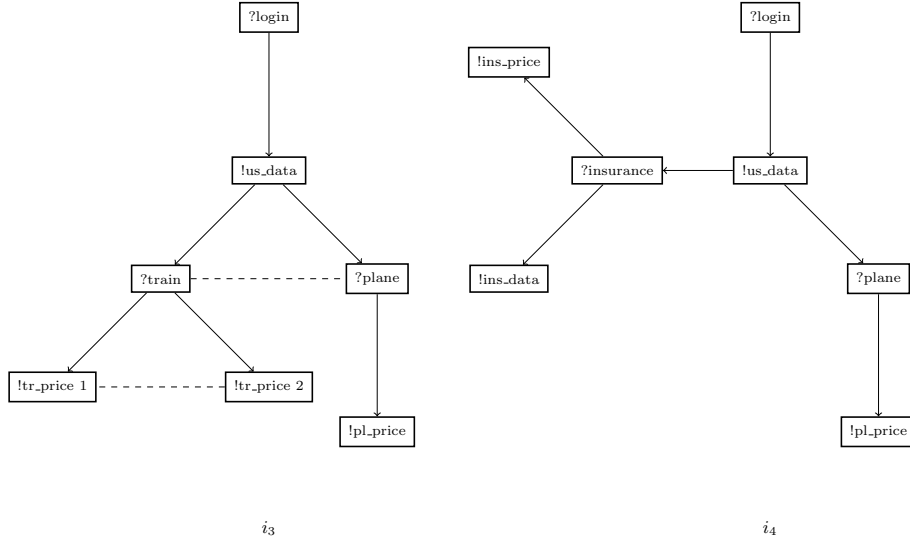 ?login
!us_data
?train
?plane
!tr_price 1
!tr_price 2
!pl_price
i3
?login
!ins_price
?insurance
!us_data
!ins_data
?plane
!pl_price
i4